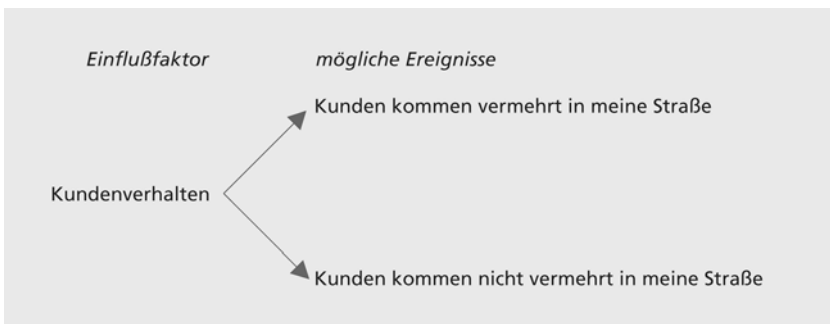 Einflußfaktor
mögliche Ereignisse
Kunden kommen vermehrt in meine Straße
Kundenverhalten
Kunden kommen nicht vermehrt in meine Straße